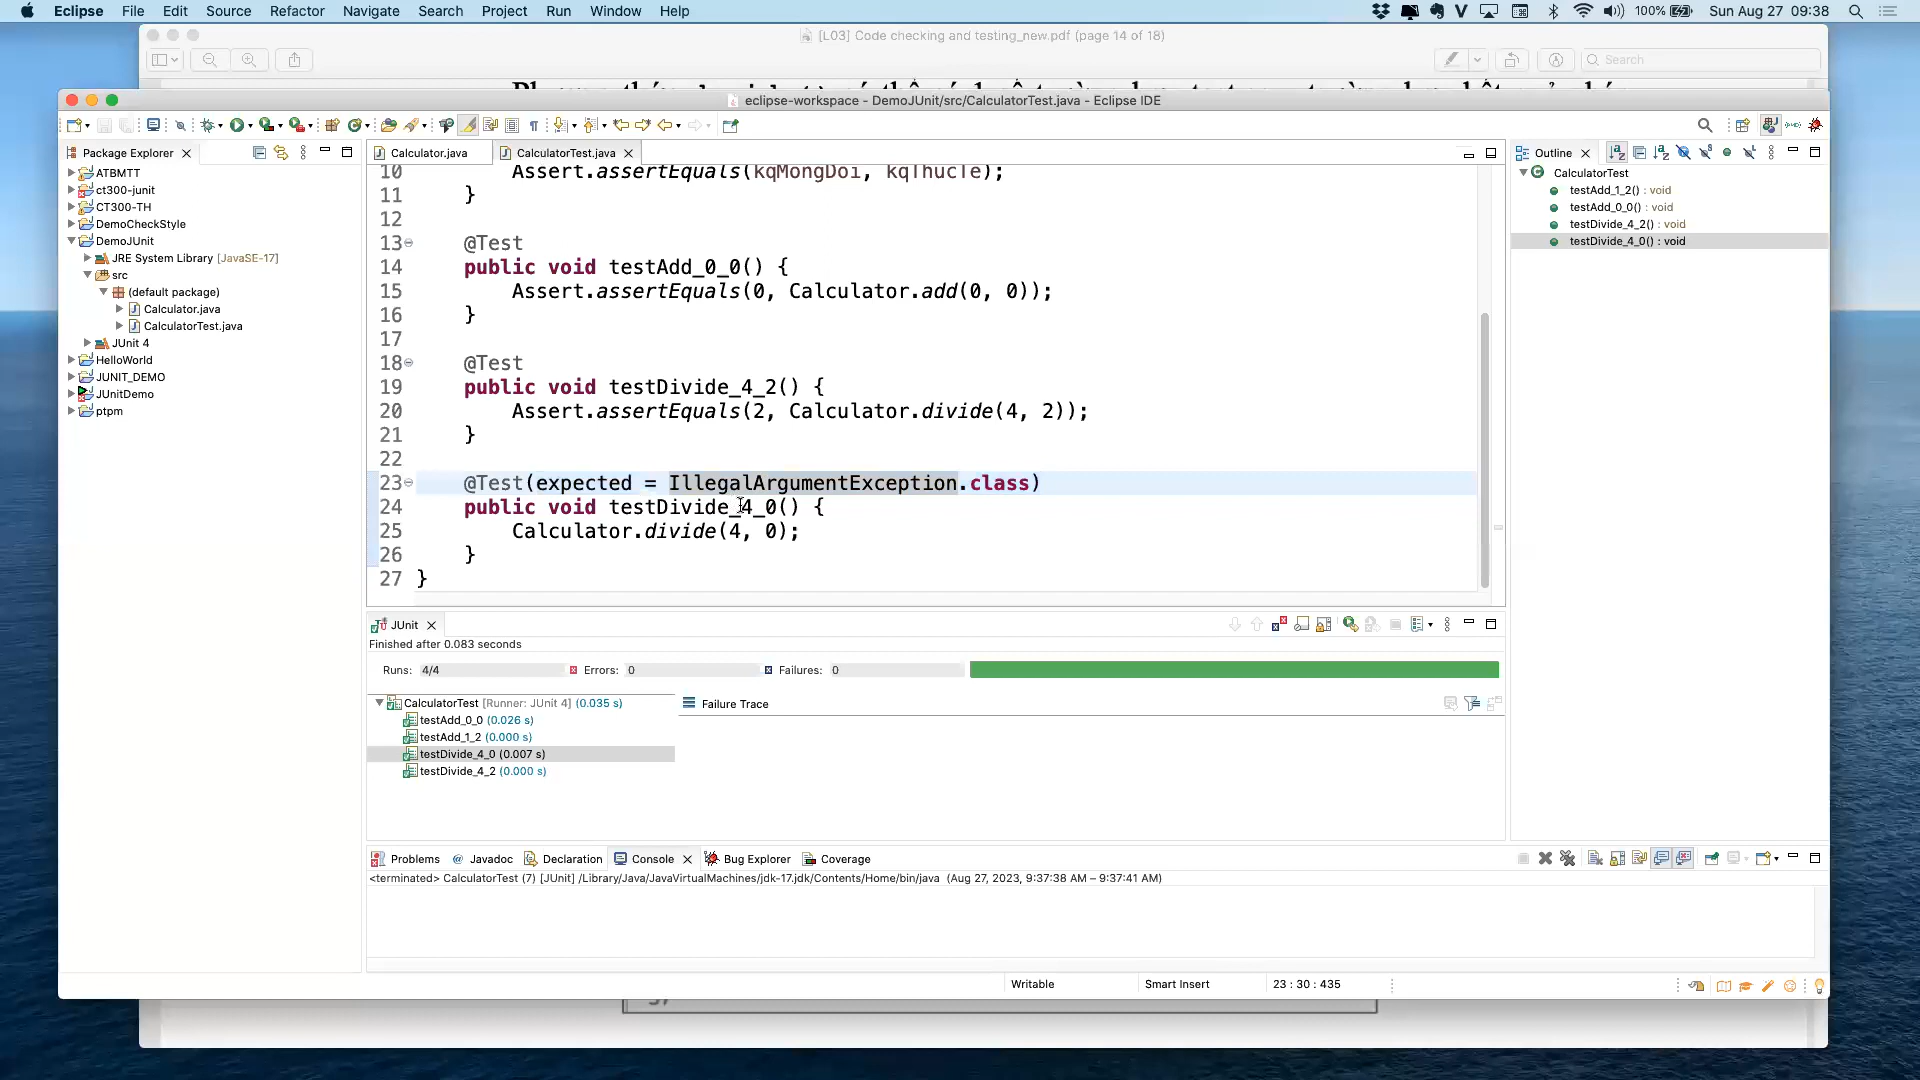 Eclipse File Edit Source Refactor Navigate Search Project Run Window Help 100% Sun Aug 27 09:38
[L03] Code checking and testing_new.pdf (page 14 of 18)
Search
eclipse-workspace - DemoJUnit/src/CalculatorTest.java - Eclipse IDE
Package Explorer
ATBMTT
ct300-junit
CT300-TH
DemoCheckStyle
DemoJUnit
JRE System Library [JavaSE-17]
src
(default package)
Calculator.java
CalculatorTest.java
JUnit 4
HelloWorld
JUNIT_DEMO
JUnitDemo
ptpm
Calculator.java CalculatorTest.java
10 Assert.assertEquals(kqMongDoi, kqThucTe);
11 }
12
13 @Test
14 public void testAdd_0_0() {
15 Assert.assertEquals(0, Calculator.add(0, 0));
16 }
17
18 @Test
19 public void testDivide_4_2() {
20 Assert.assertEquals(2, Calculator.divide(4, 2));
21 }
22
23 @Test(expected = IllegalArgumentException.class)
24 public void testDivide_4_0() {
25 Calculator.divide(4, 0);
26 }
27 }
Outline
CalculatorTest
testAdd_1_2() : void
testAdd_0_0() : void
testDivide_4_2() : void
testDivide_4_0() : void
JUnit
Finished after 0.083 seconds
Runs: 4/4 Errors: 0 Failures: 0
CalculatorTest [Runner: JUnit 4] (0.035 s)
testAdd_0_0 (0.026 s)
testAdd_1_2 (0.000 s)
testDivide_4_0 (0.007 s)
testDivide_4_2 (0.000 s)
Failure Trace
Problems Javadoc Declaration Console Bug Explorer Coverage
<terminated> CalculatorTest (7) [JUnit] /Library/Java/JavaVirtualMachines/jdk-17.jdk/Contents/Home/bin/java (Aug 27, 2023, 9:37:38 AM – 9:37:41 AM)
Writable Smart Insert 23 : 30 : 435